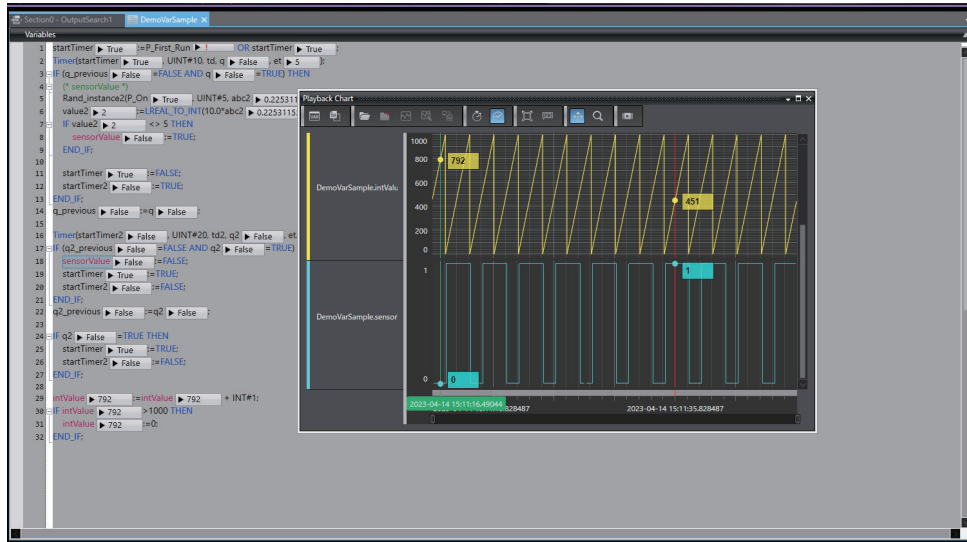 Section0 - OutputSearch1 DemoVarSample ×
Variables
1 startTimer ▶ True :=P_First_Run ▶ ! OR startTimer ▶ True ;
2 Timer(startTimer ▶ True , UINT#10, td, q ▶ False , et ▶ 5 );
3 IF (q_previous ▶ False =FALSE AND q ▶ False =TRUE) THEN
4 (* sensorValue *)
5 Rand_instance2(P_On ▶ True , UINT#5, abc2 ▶ 0.2253115
6 value2 ▶ 2 :=LREAL_TO_INT(10.0*abc2 ▶ 0.2253115.
7 IF value2 ▶ 2 <> 5 THEN
8 sensorValue ▶ False :=TRUE;
9 END_IF;
10
11 startTimer ▶ True :=FALSE;
12 startTimer2 ▶ False :=TRUE;
13 END_IF;
14 q_previous ▶ False :=q ▶ False ;
15
16 Timer(startTimer2 ▶ False , UINT#20, td2, q2 ▶ False , et
17 IF (q2_previous ▶ False =FALSE AND q2 ▶ False =TRUE)
18 sensorValue ▶ False :=FALSE;
19 startTimer ▶ True :=TRUE;
20 startTimer2 ▶ False :=FALSE;
21 END_IF;
22 q2_previous ▶ False :=q2 ▶ False ;
23
24 IF q2 ▶ False =TRUE THEN
25 startTimer ▶ True :=TRUE;
26 startTimer2 ▶ False :=FALSE;
27 END_IF;
28
29 intValue ▶ 792 :=intValue ▶ 792 + INT#1;
30 IF intValue ▶ 792 >1000 THEN
31 intValue ▶ 792 :=0;
32 END_IF;
Playback Chart
DemoVarSample.intValu
1000
800
600
400
200
0
792
451
DemoVarSample.sensor
1
0
0
1
2023-04-14 15:11:16.49044
.828487
2023-04-14 15:11:35.828487